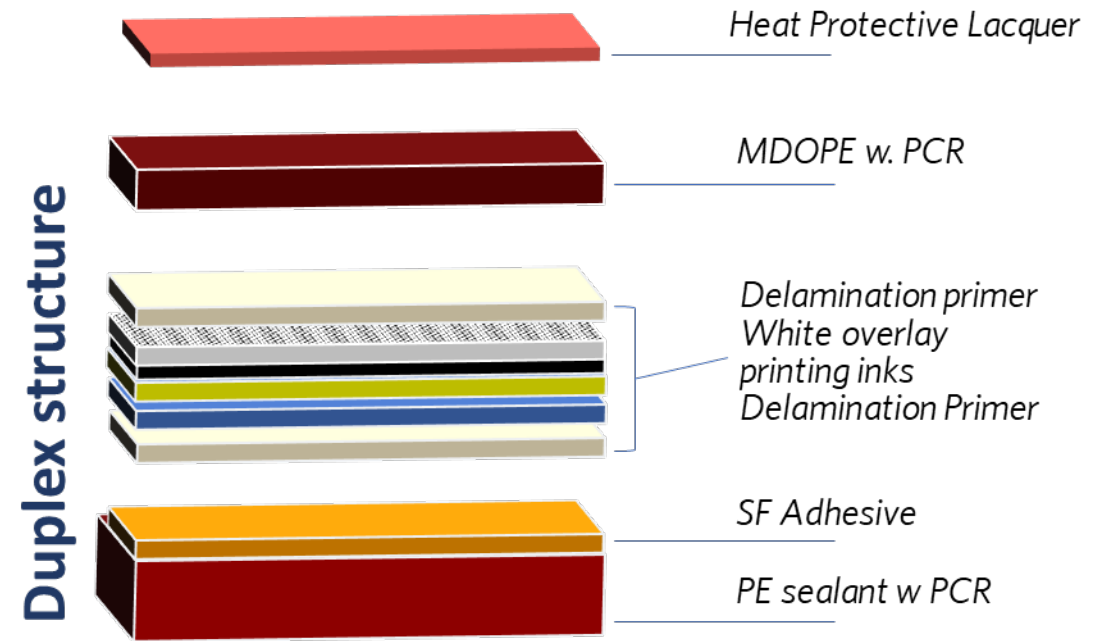 Duplex structure
Heat Protective Lacquer
MDOPE w. PCR
Delamination primer
White overlay
printing inks
Delamination Primer
SF Adhesive
PE sealant w PCR